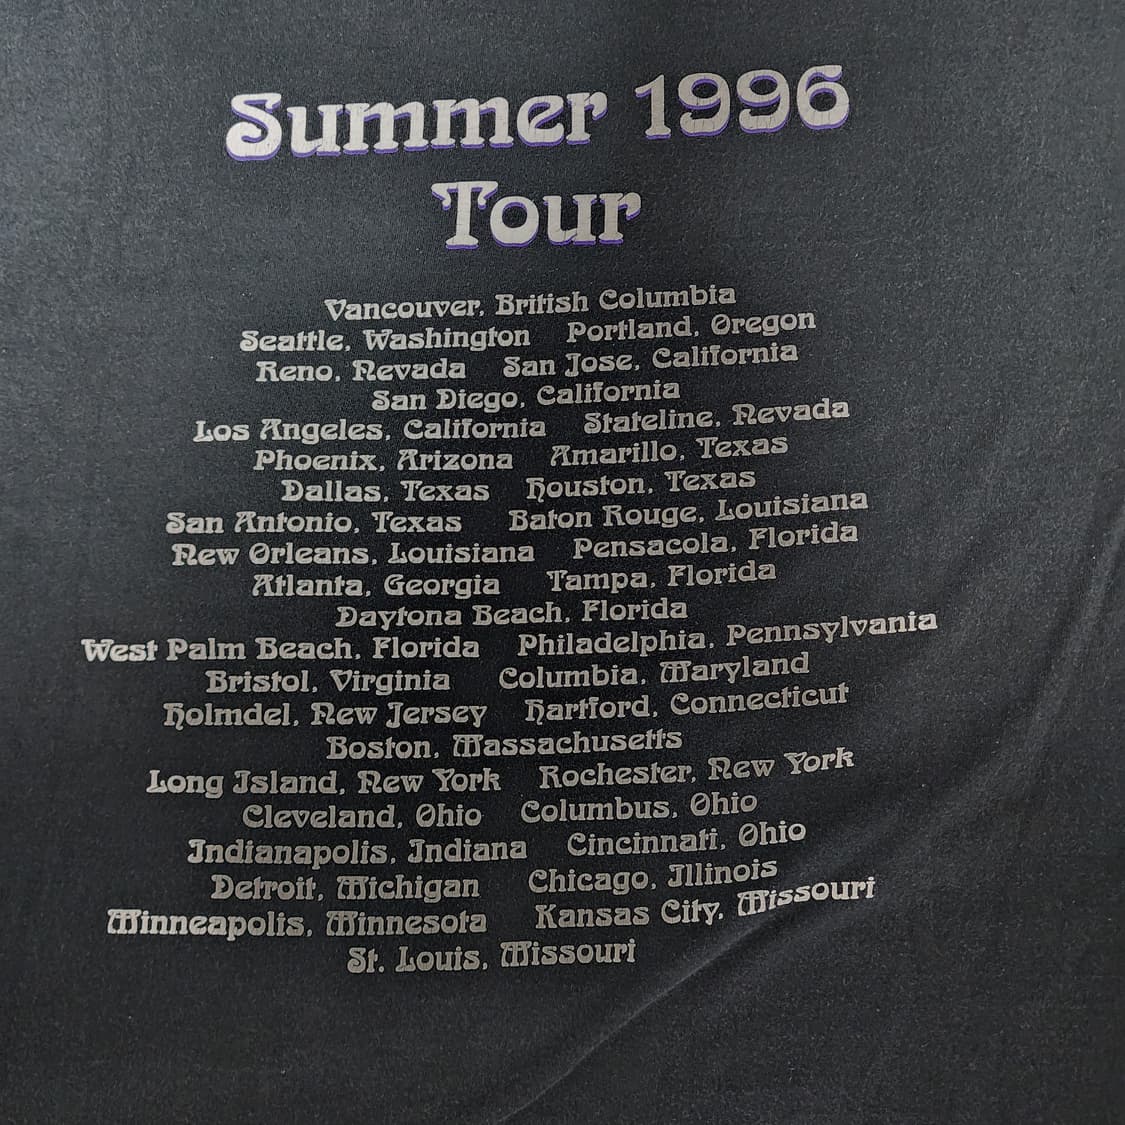 Summer 1996
Tour
Vancouver, British Columbia
Seattle, Washington Portland, Oregon
Reno, Nevada San Jose, California
San Diego, California
Los Angeles, California Stateline, Nevada
Phoenix, Arizona Amarillo, Texas
Dallas, Texas Houston, Texas
San Antonio, Texas Baton Rouge, Louisiana
New Orleans, Louisiana Pensacola, Florida
Atlanta, Georgia Tampa, Florida
Daytona Beach, Florida
West Palm Beach, Florida Philadelphia, Pennsylvania
Bristol, Virginia Columbia, Maryland
Holmdel, New Jersey Hartford, Connecticut
Boston, Massachusetts
Long Island, New York Rochester, New York
Cleveland, Ohio Columbus, Ohio
Indianapolis, Indiana Cincinnati, Ohio
Detroit, Michigan Chicago, Illinois
Minneapolis, Minnesota Kansas City, Missouri
St. Louis, Missouri